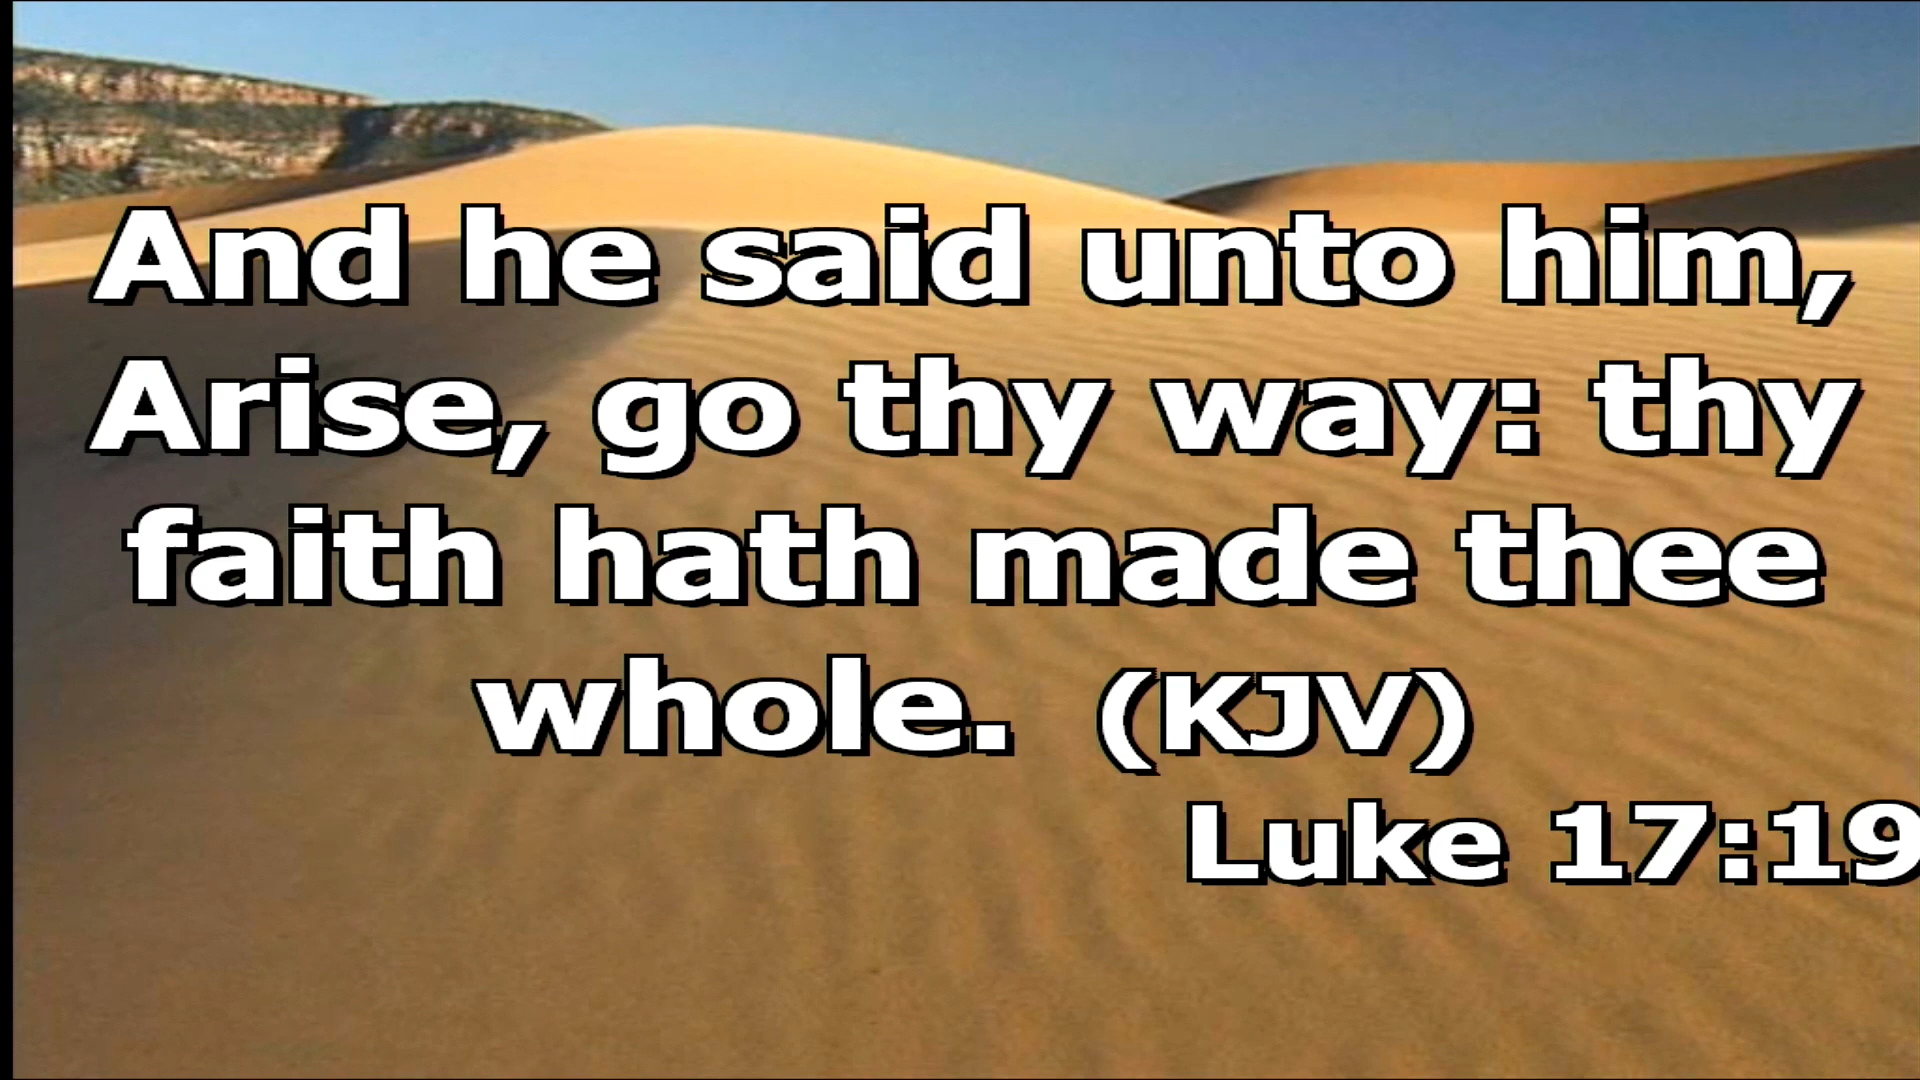 And he said unto him,
Arise, go thy way: thy
faith hath made thee
whole. (KJV)
Luke 17:19